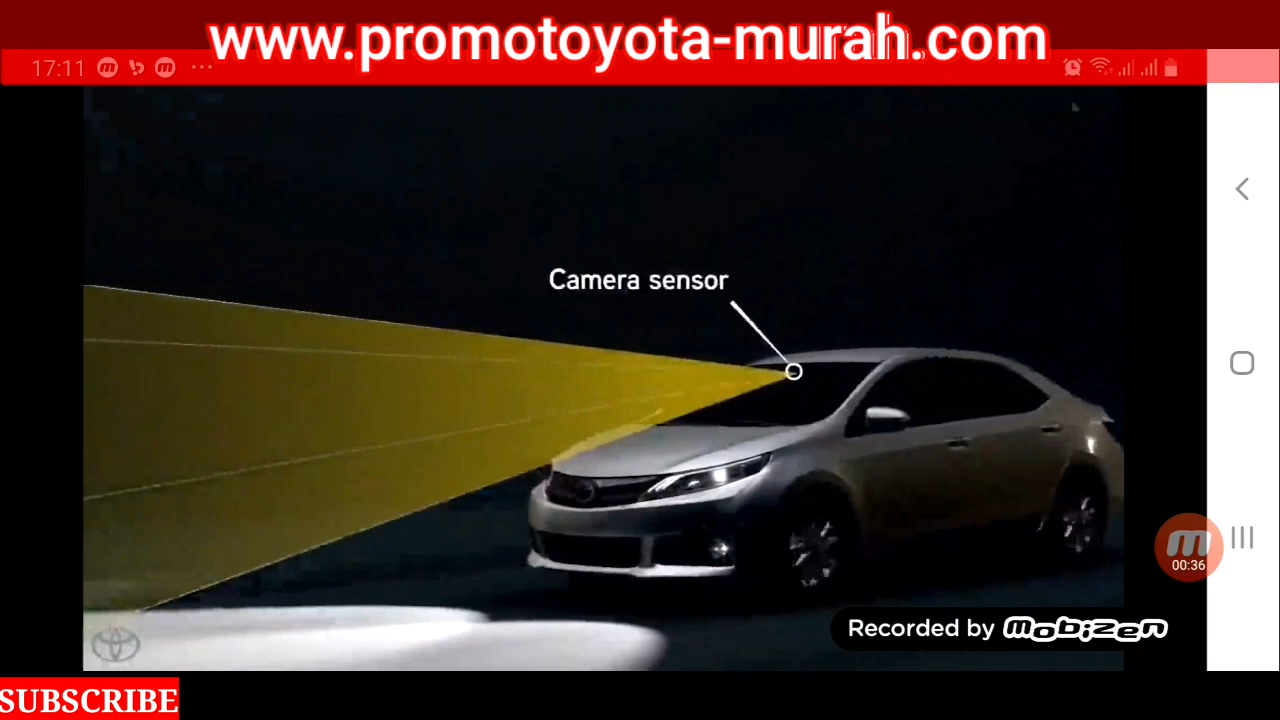 www.promotoyota-murah.com
17:11
Camera sensor
00:36
Recorded by Mobizen
SUBSCRIBE